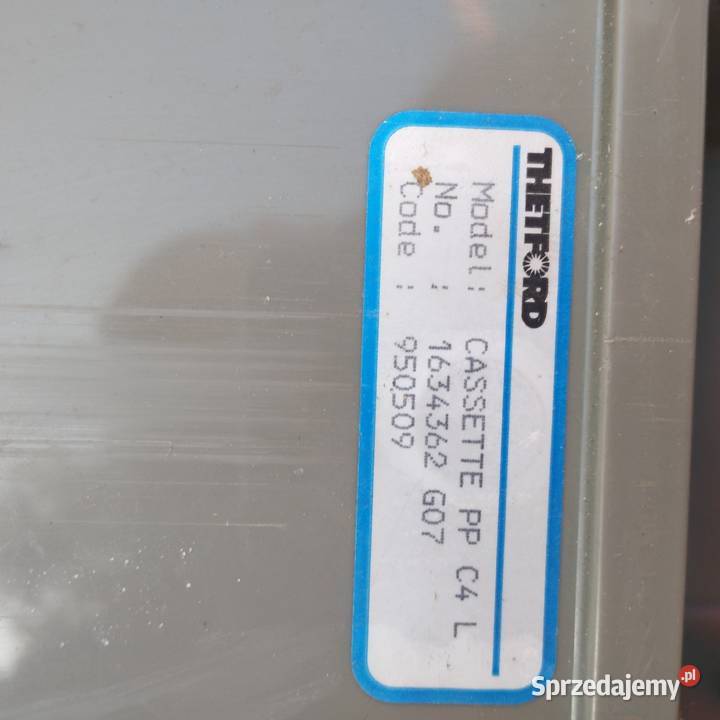 THETFORD
Model: CASSETTE PP C4 L
No. : 1634362 G07
Code : 950509
Sprzedajemy.pl